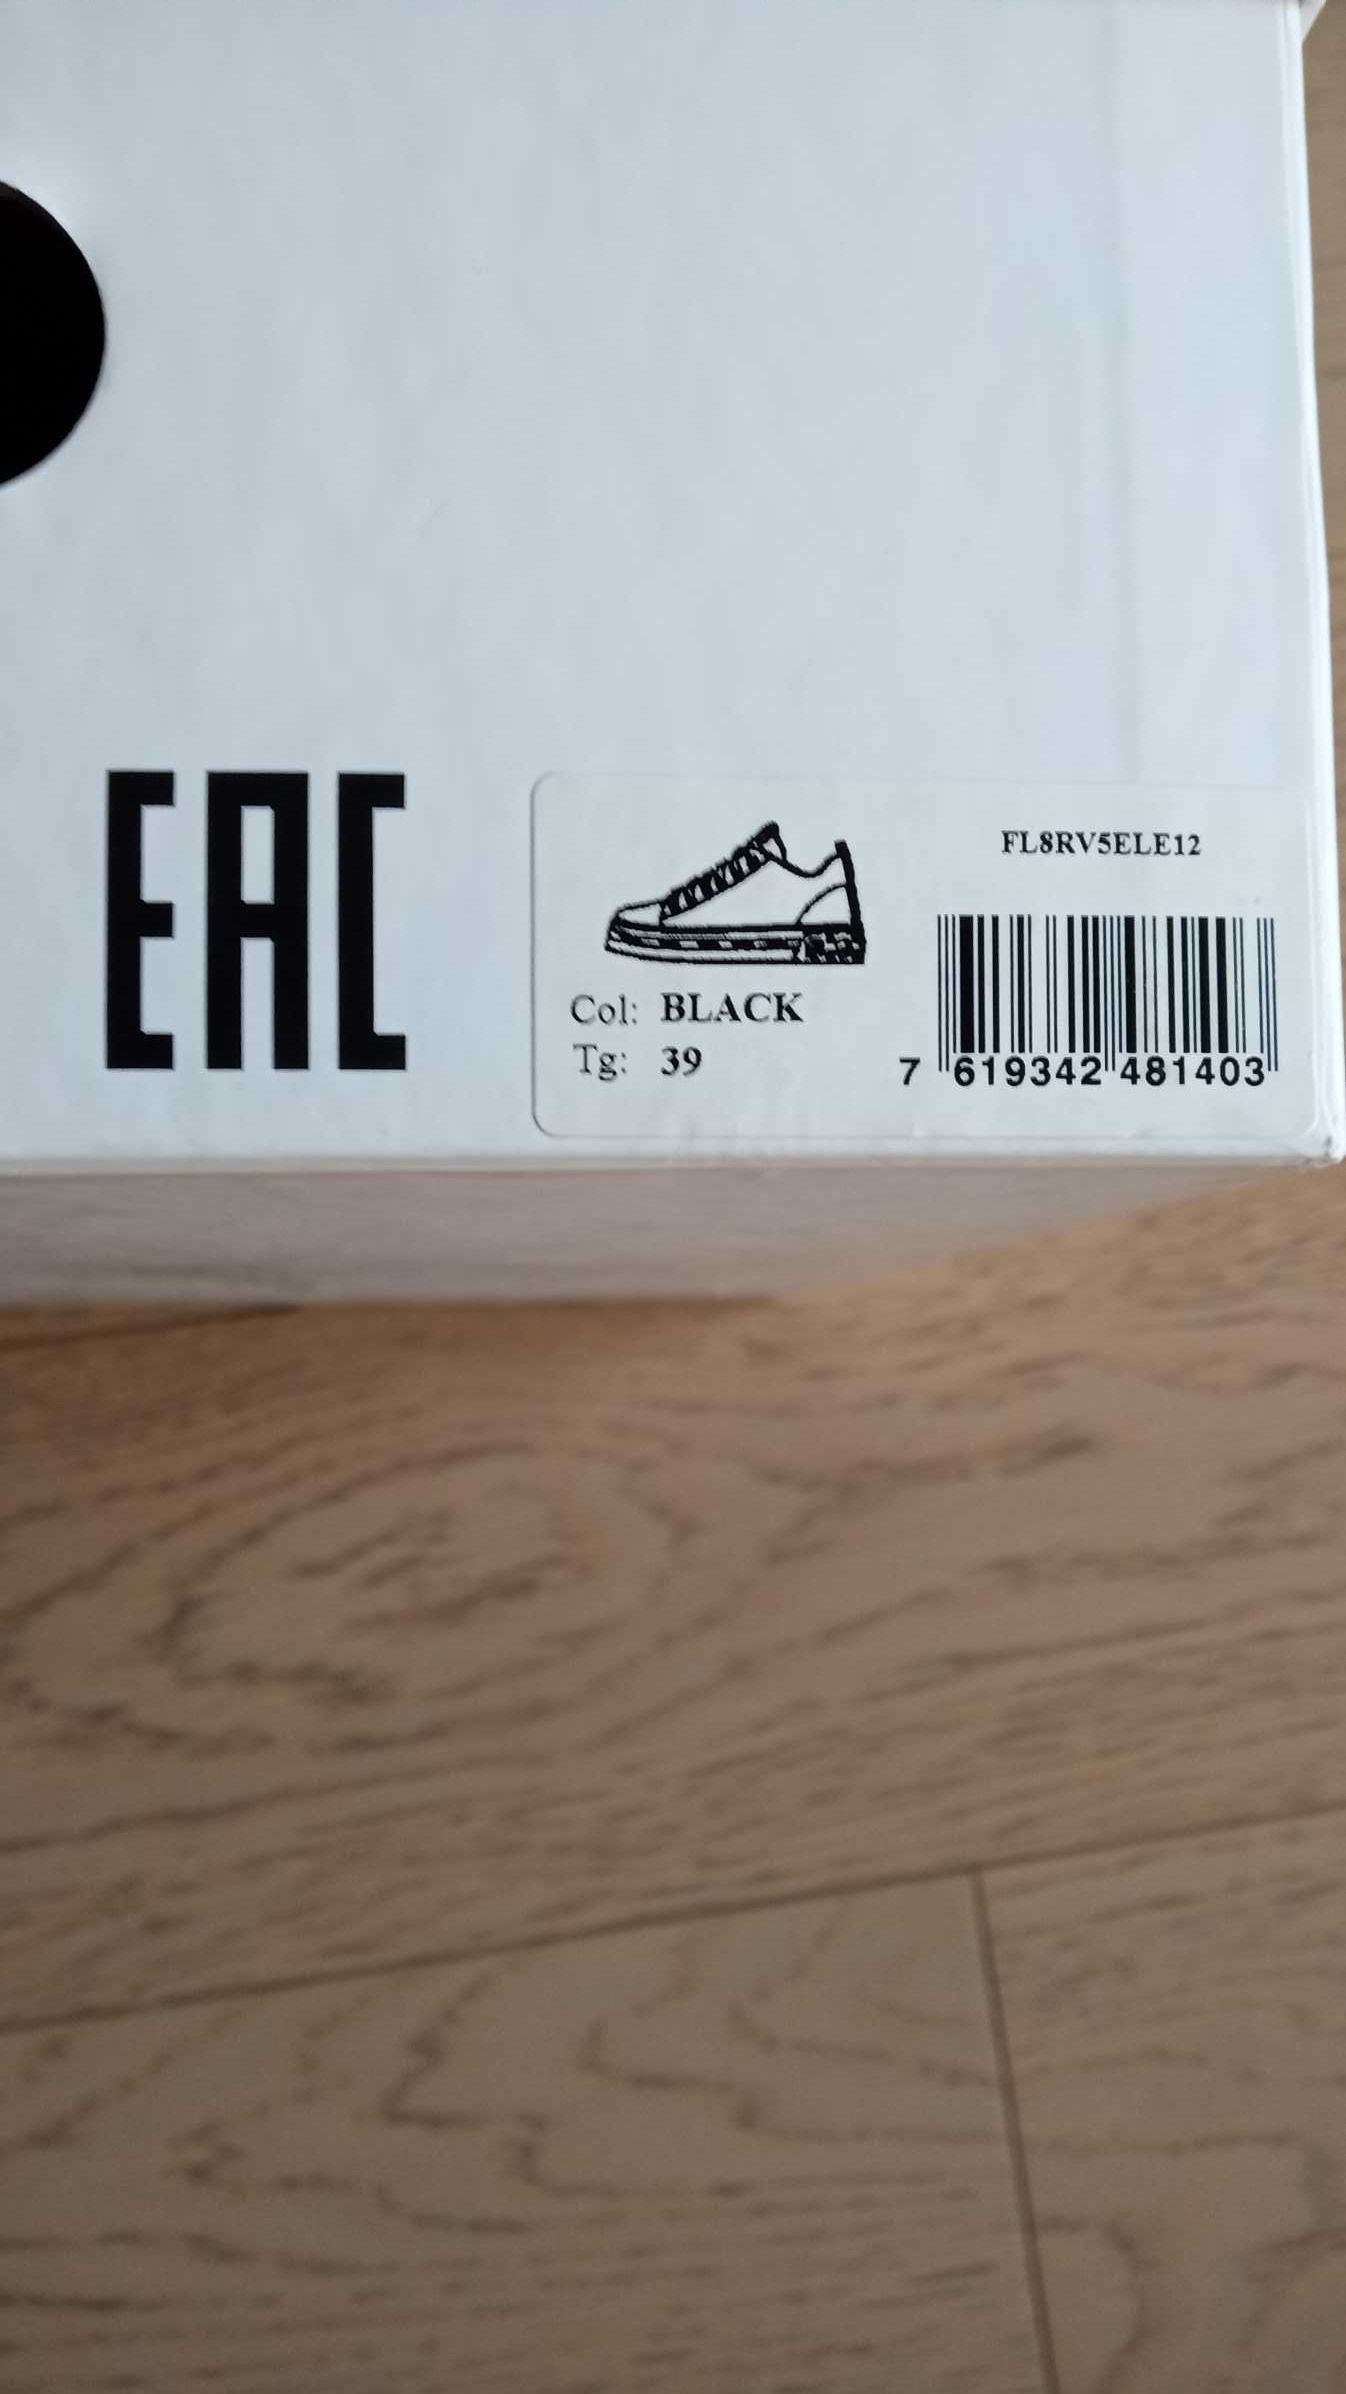 EAC
FL8RV5ELE12
Col: BLACK
Tg: 39
7 619342 481403